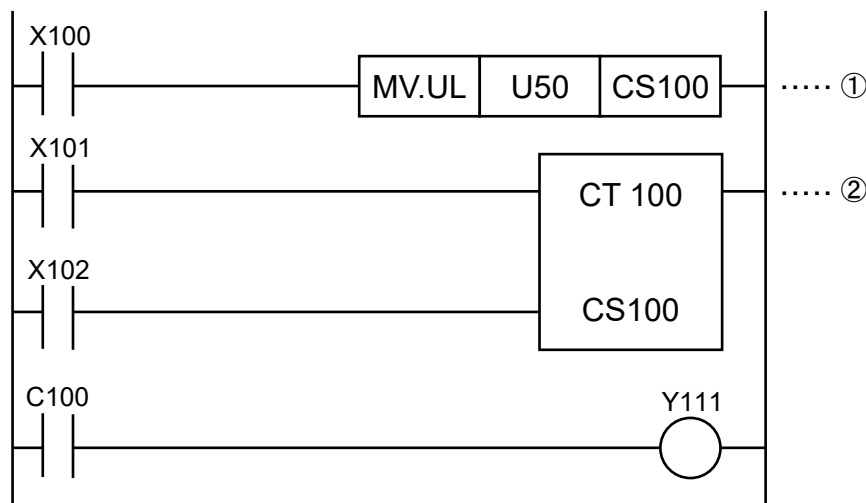 X100
MV.UL U50 CS100 ..... ①
X101
CT 100 ..... ②
X102
CS100
C100
Y111